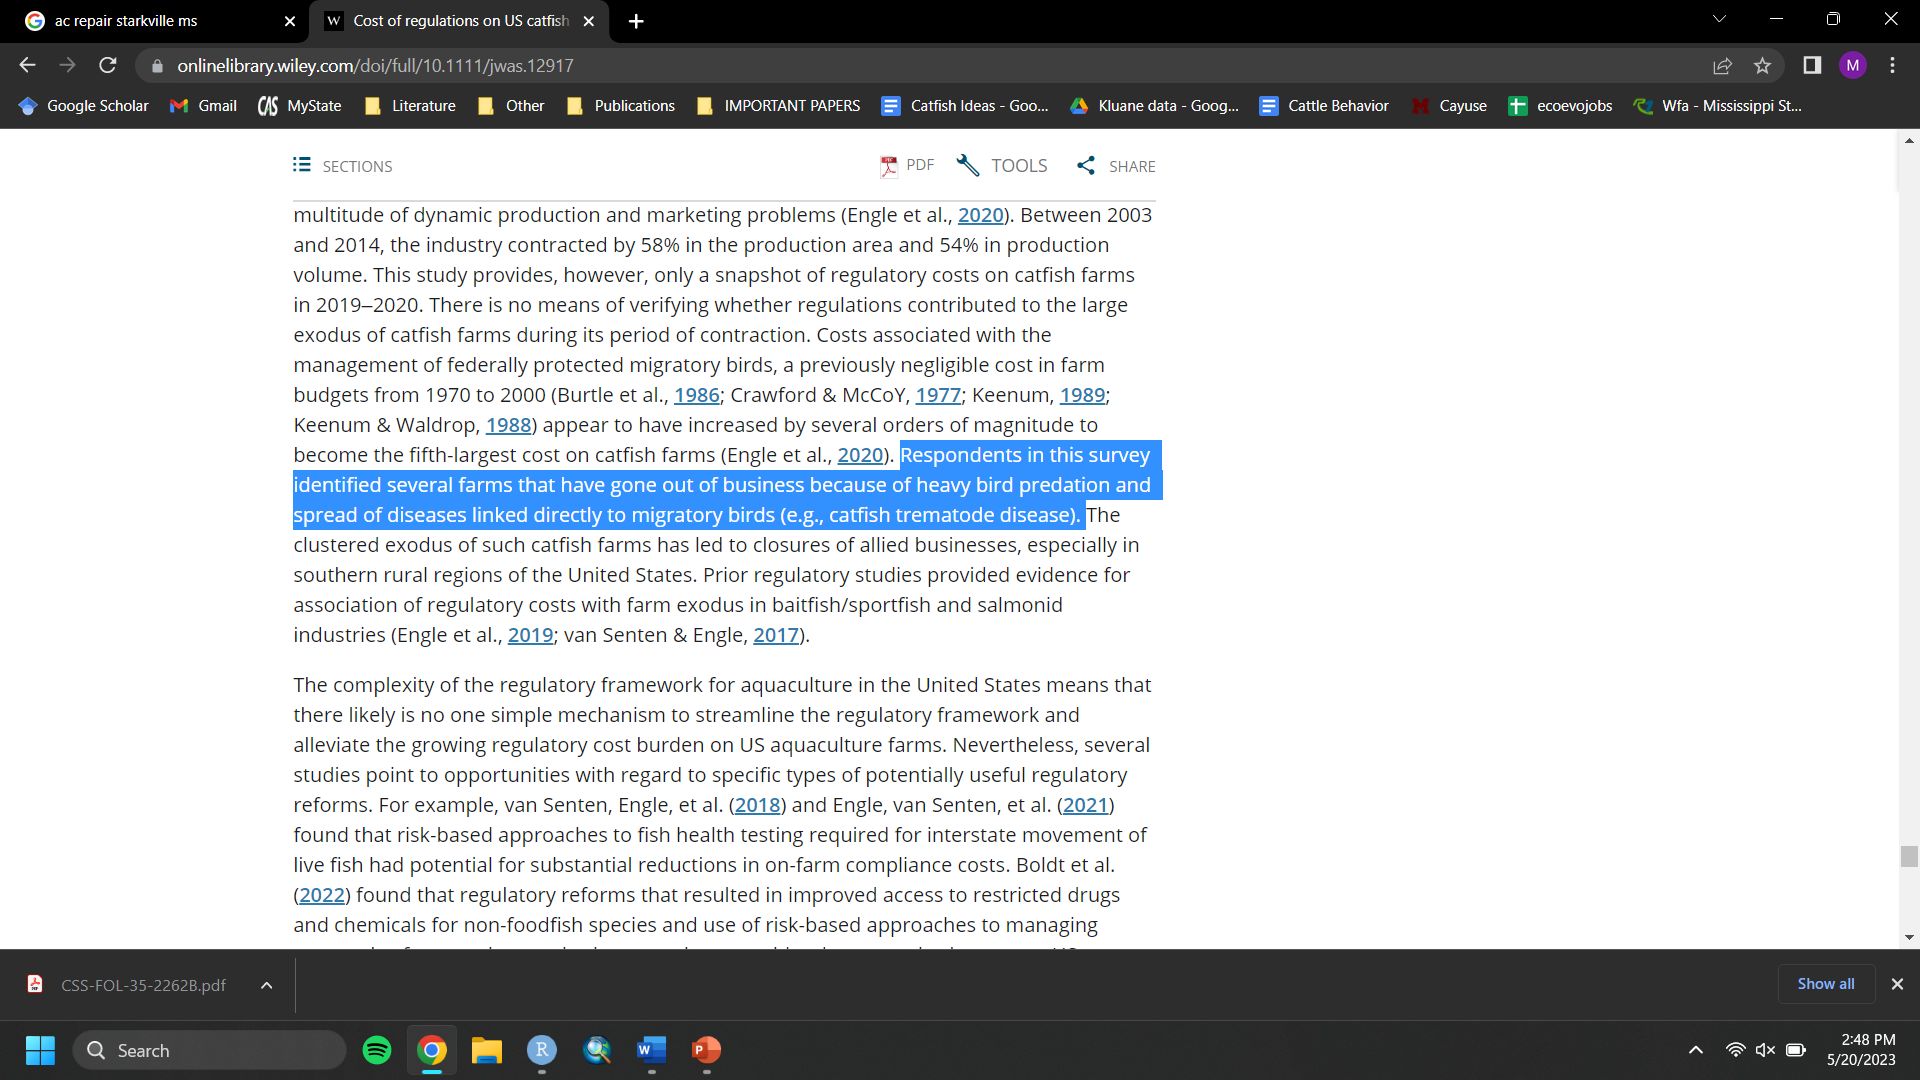 ac repair starkville ms
W Cost of regulations on US catfish
onlinelibrary.wiley.com/doi/full/10.1111/jwas.12917
M
Google Scholar Gmail CAS MyState Literature Other Publications IMPORTANT PAPERS Catfish Ideas - Goo... Kluane data - Goog... Cattle Behavior Cayuse ecoevojobs Wfa - Mississippi St...
SECTIONS PDF TOOLS SHARE
multitude of dynamic production and marketing problems (Engle et al., 2020). Between 2003
and 2014, the industry contracted by 58% in the production area and 54% in production
volume. This study provides, however, only a snapshot of regulatory costs on catfish farms
in 2019–2020. There is no means of verifying whether regulations contributed to the large
exodus of catfish farms during its period of contraction. Costs associated with the
management of federally protected migratory birds, a previously negligible cost in farm
budgets from 1970 to 2000 (Burtle et al., 1986; Crawford & McCoY, 1977; Keenum, 1989;
Keenum & Waldrop, 1988) appear to have increased by several orders of magnitude to
become the fifth-largest cost on catfish farms (Engle et al., 2020). Respondents in this survey
identified several farms that have gone out of business because of heavy bird predation and
spread of diseases linked directly to migratory birds (e.g., catfish trematode disease). The
clustered exodus of such catfish farms has led to closures of allied businesses, especially in
southern rural regions of the United States. Prior regulatory studies provided evidence for
association of regulatory costs with farm exodus in baitfish/sportfish and salmonid
industries (Engle et al., 2019; van Senten & Engle, 2017).
The complexity of the regulatory framework for aquaculture in the United States means that
there likely is no one simple mechanism to streamline the regulatory framework and
alleviate the growing regulatory cost burden on US aquaculture farms. Nevertheless, several
studies point to opportunities with regard to specific types of potentially useful regulatory
reforms. For example, van Senten, Engle, et al. (2018) and Engle, van Senten, et al. (2021)
found that risk-based approaches to fish health testing required for interstate movement of
live fish had potential for substantial reductions in on-farm compliance costs. Boldt et al.
(2022) found that regulatory reforms that resulted in improved access to restricted drugs
and chemicals for non-foodfish species and use of risk-based approaches to managing
CSS-FOL-35-2262B.pdf Show all
Search
2:48 PM
5/20/2023